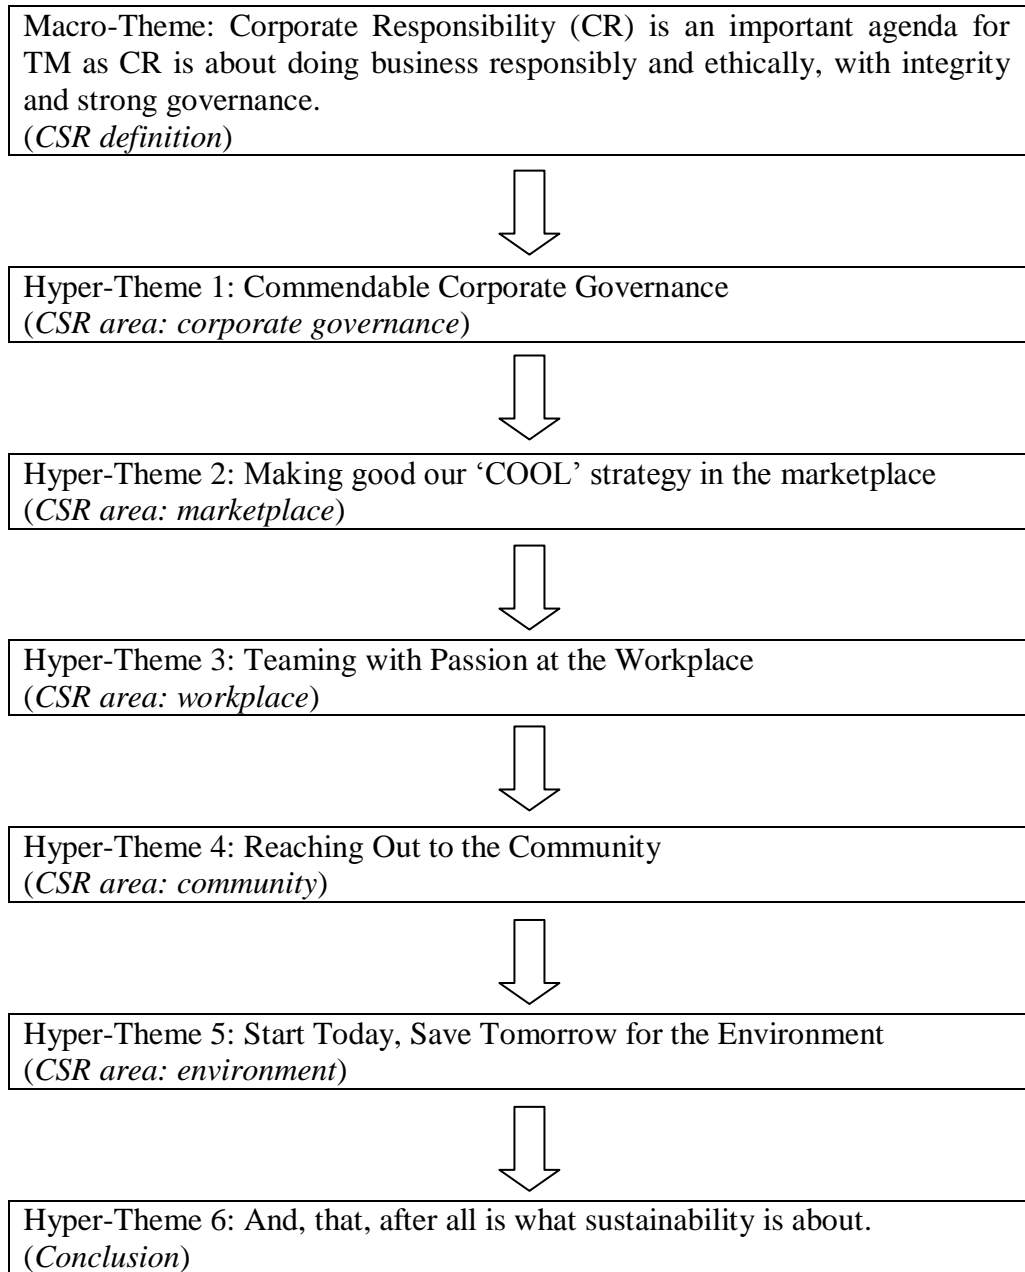 Macro-Theme: Corporate Responsibility (CR) is an important agenda for
TM as CR is about doing business responsibly and ethically, with integrity
and strong governance.
(CSR definition)
Hyper-Theme 1: Commendable Corporate Governance
(CSR area: corporate governance)
Hyper-Theme 2: Making good our ‘COOL’ strategy in the marketplace
(CSR area: marketplace)
Hyper-Theme 3: Teaming with Passion at the Workplace
(CSR area: workplace)
Hyper-Theme 4: Reaching Out to the Community
(CSR area: community)
Hyper-Theme 5: Start Today, Save Tomorrow for the Environment
(CSR area: environment)
Hyper-Theme 6: And, that, after all is what sustainability is about.
(Conclusion)